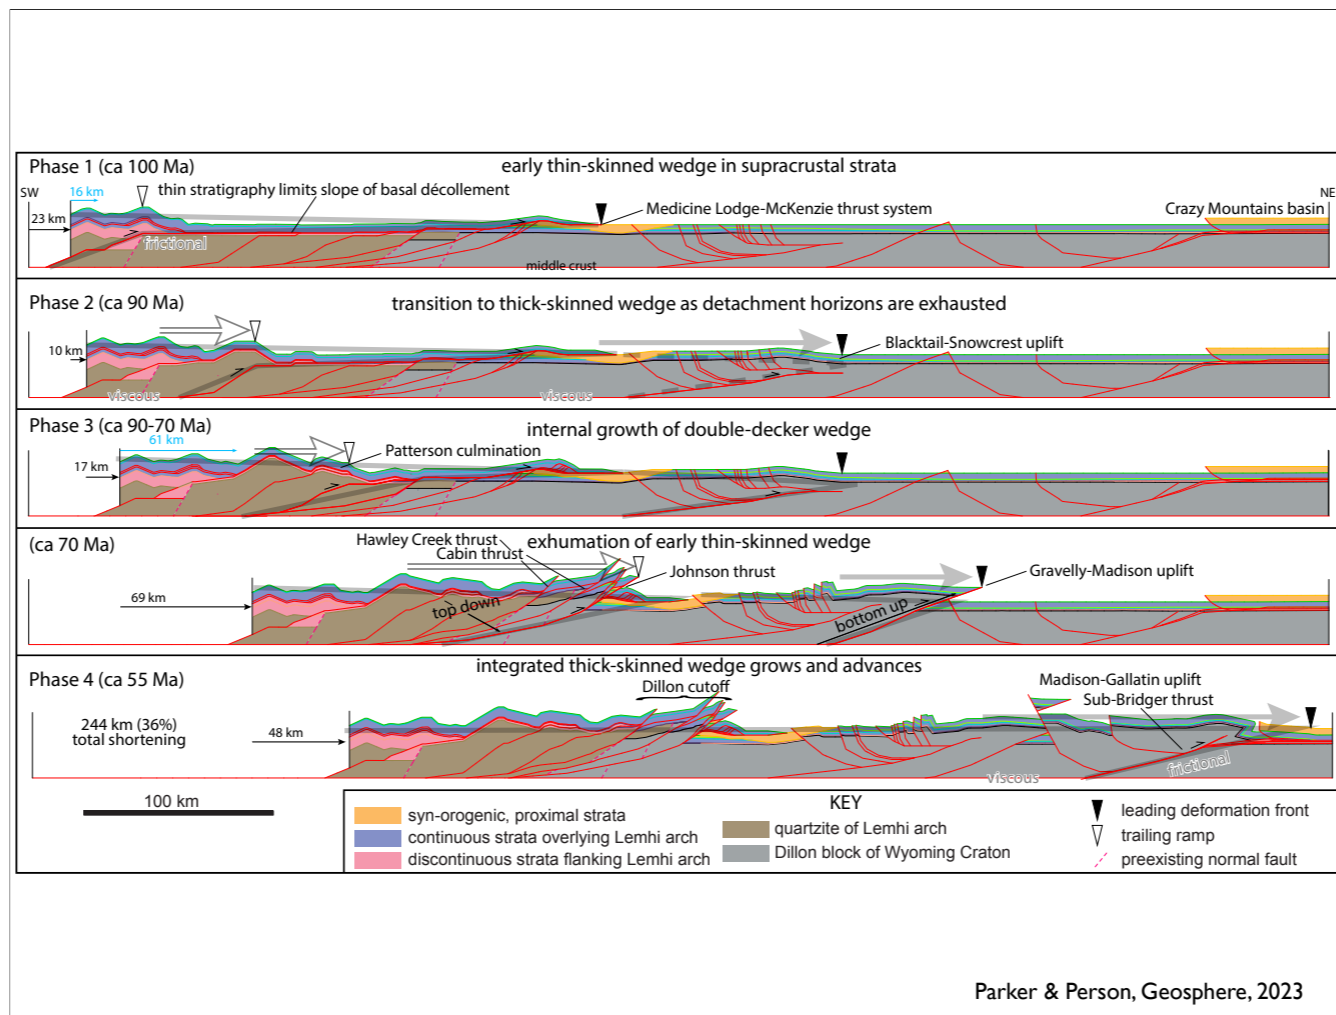 Phase 1 (ca 100 Ma)
early thin-skinned wedge in supracrustal strata
SW
16 km
thin stratigraphy limits slope of basal décollement
NE
23 km
frictional
Medicine Lodge-McKenzie thrust system
Crazy Mountains basin
middle crust
Phase 2 (ca 90 Ma)
transition to thick-skinned wedge as detachment horizons are exhausted
10 km
Blacktail-Snowcrest uplift
viscous
viscous
Phase 3 (ca 90-70 Ma)
internal growth of double-decker wedge
61 km
17 km
Patterson culmination
(ca 70 Ma)
exhumation of early thin-skinned wedge
Hawley Creek thrust
Cabin thrust
Johnson thrust
Gravelly-Madison uplift
69 km
top down
bottom up
Phase 4 (ca 55 Ma)
integrated thick-skinned wedge grows and advances
Dillon cutoff
Madison-Gallatin uplift
Sub-Bridger thrust
244 km (36%)
total shortening
48 km
viscous
frictional
100 km
KEY
syn-orogenic, proximal strata
continuous strata overlying Lemhi arch
discontinuous strata flanking Lemhi arch
quartzite of Lemhi arch
Dillon block of Wyoming Craton
leading deformation front
trailing ramp
preexisting normal fault
Parker & Person, Geosphere, 2023